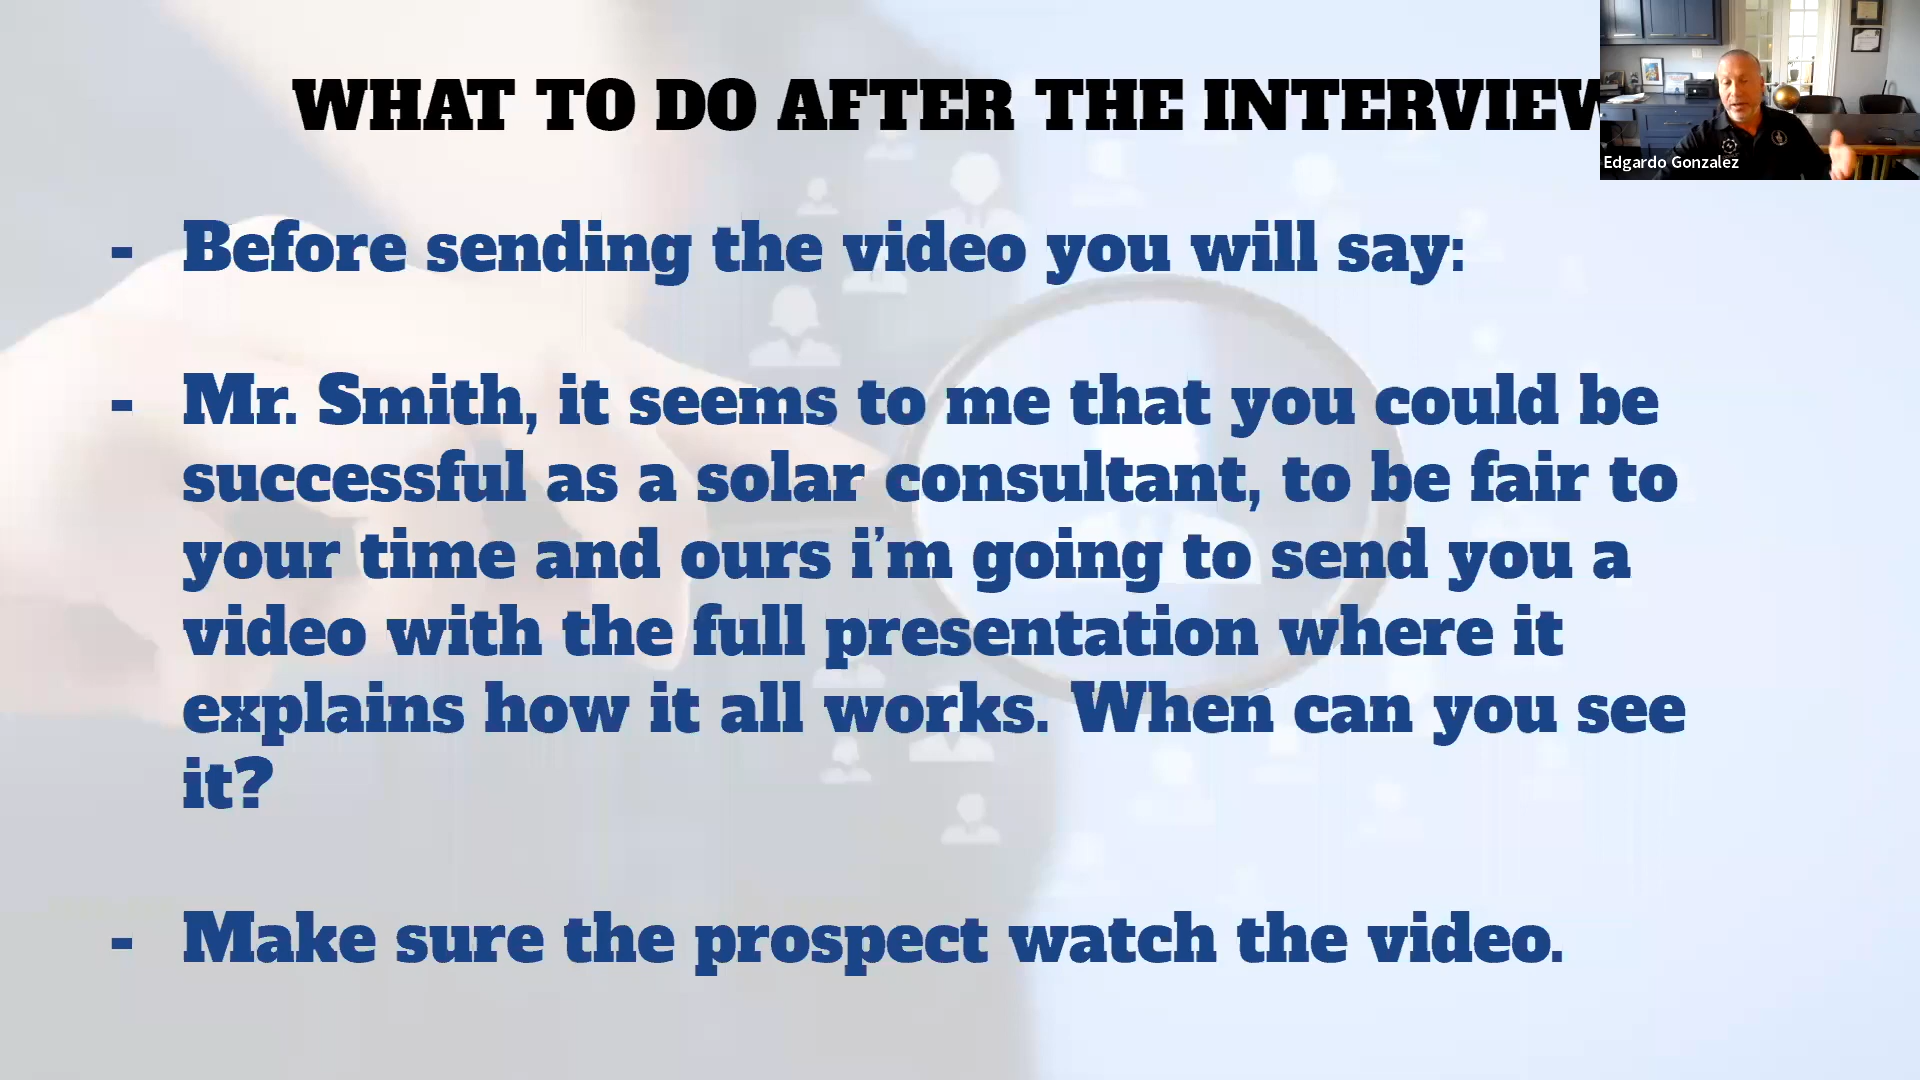 WHAT TO DO AFTER THE INTERVIEW
Edgardo Gonzalez
- Before sending the video you will say:
- Mr. Smith, it seems to me that you could be
successful as a solar consultant, to be fair to
your time and ours i’m going to send you a
video with the full presentation where it
explains how it all works. When can you see
it?
- Make sure the prospect watch the video.